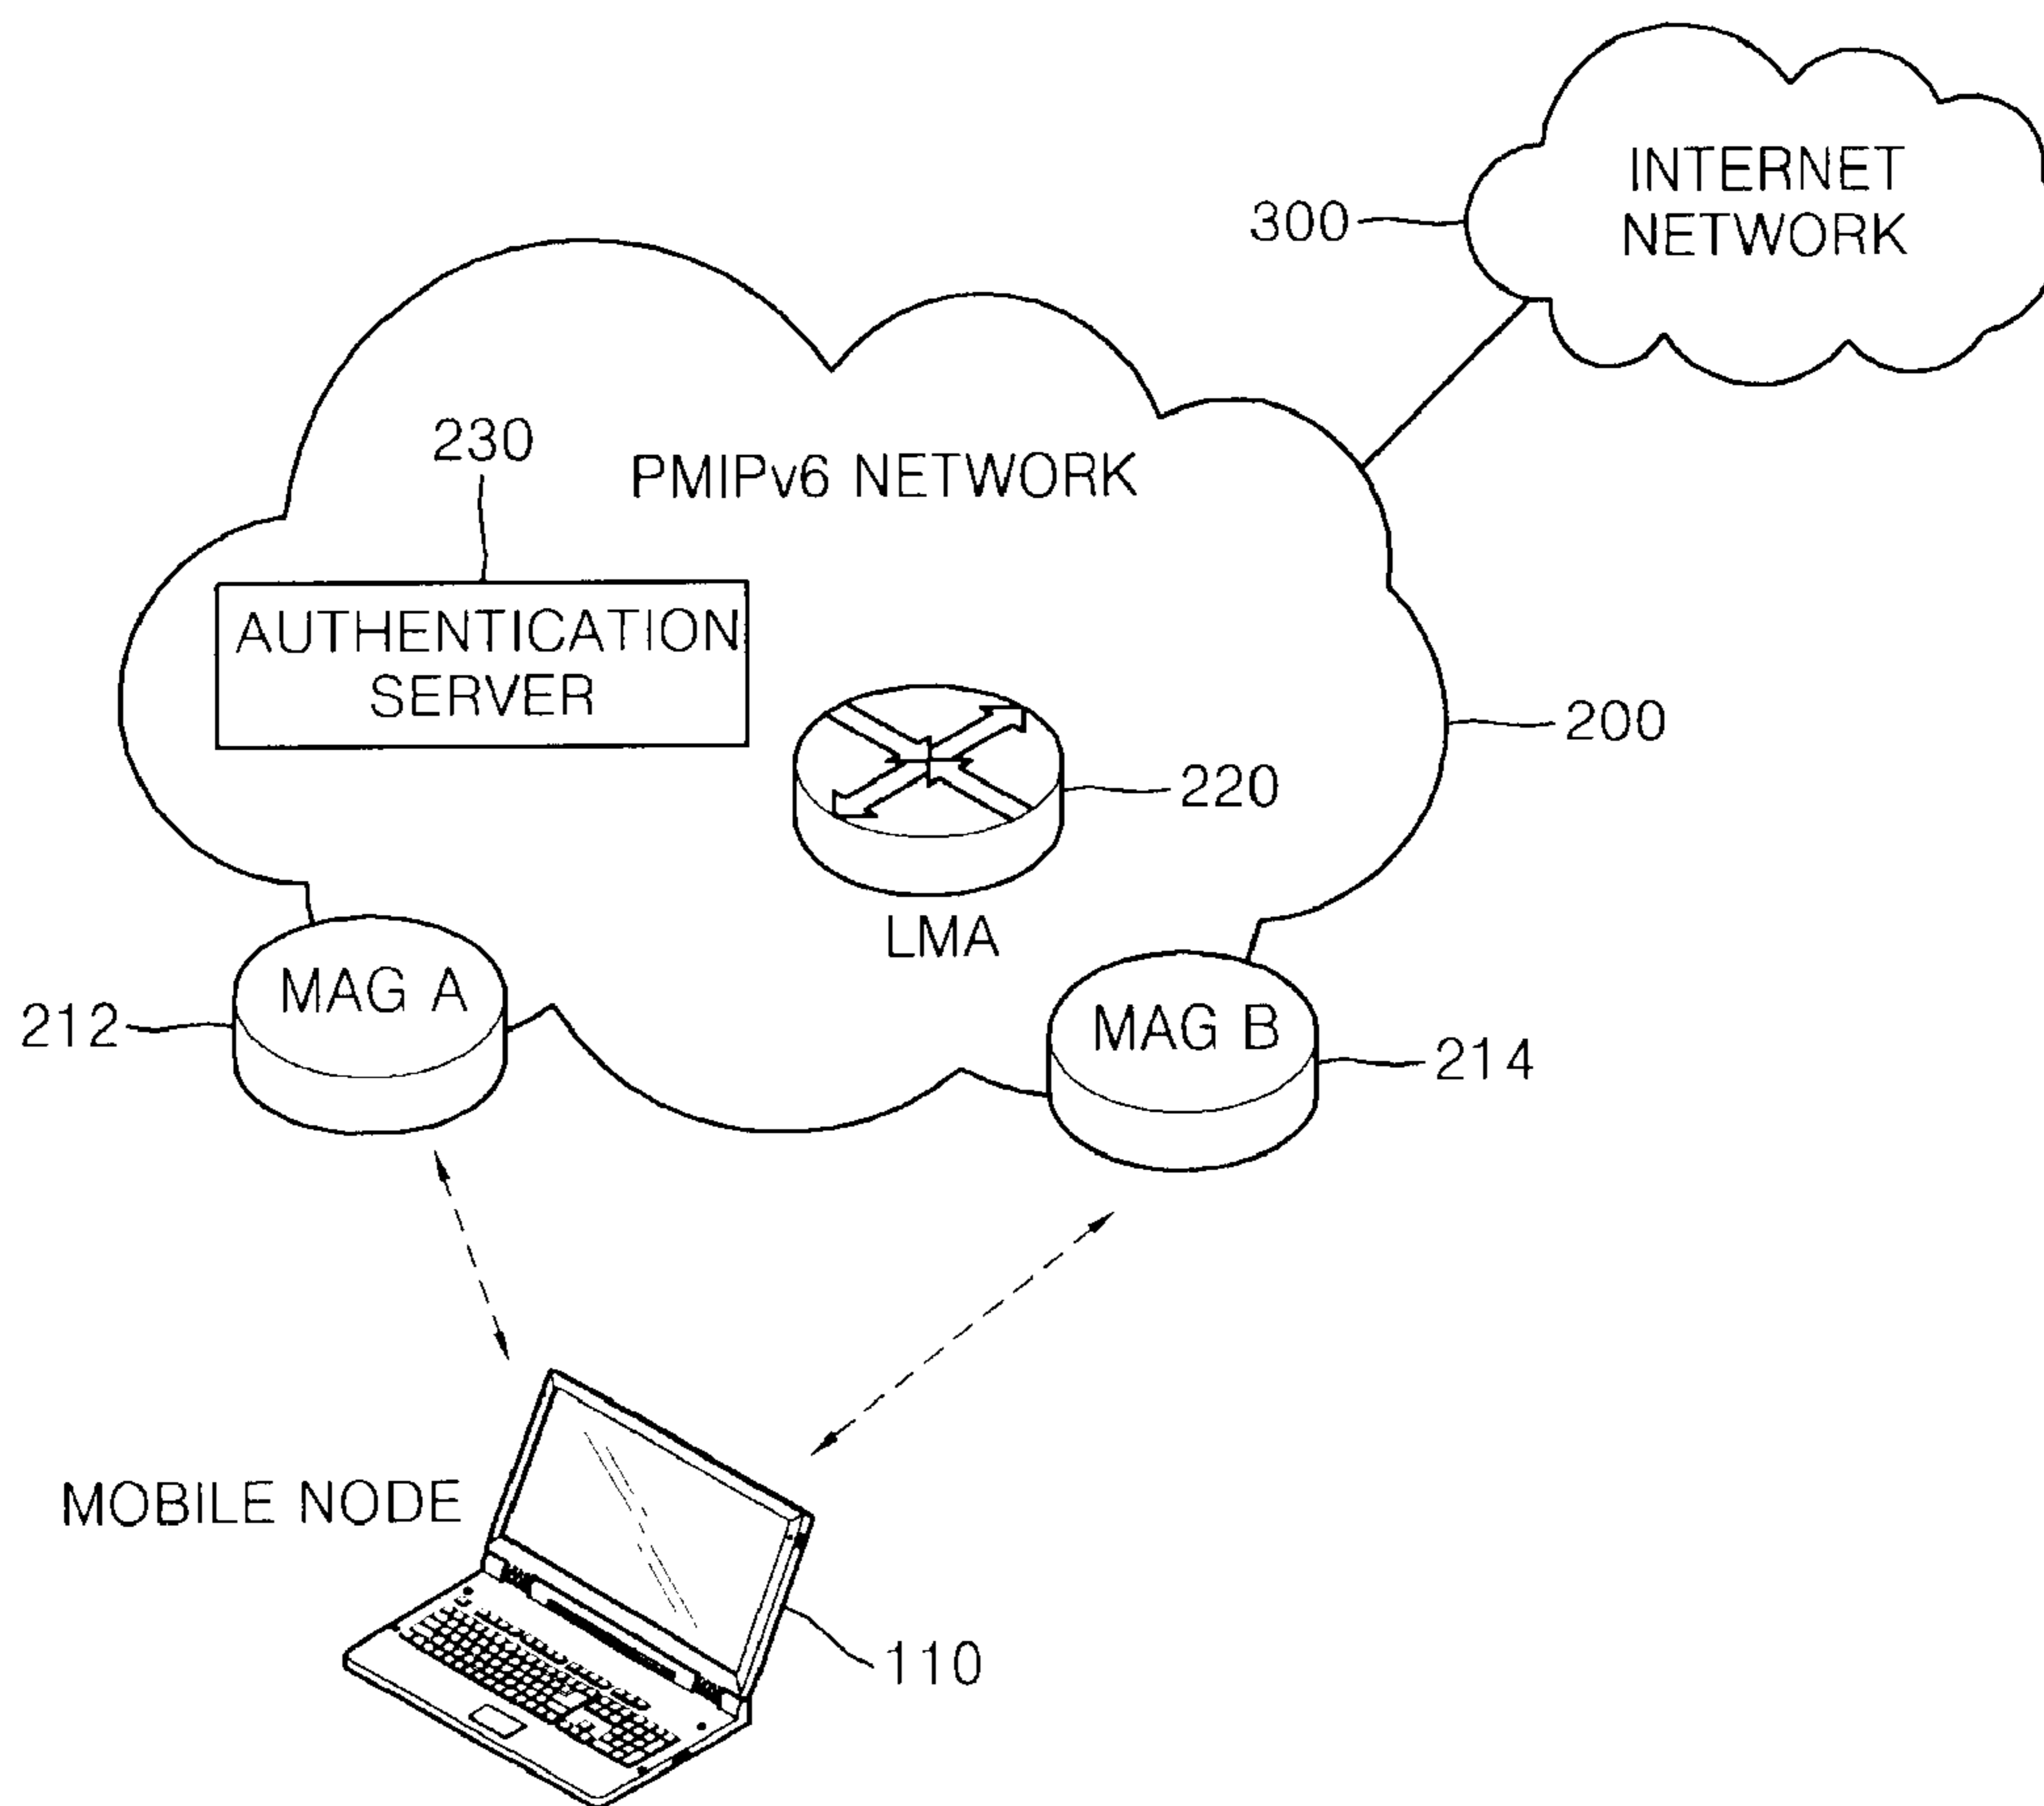 INTERNET
NETWORK
300
230
PMIPv6 NETWORK
AUTHENTICATION
SERVER
200
220
LMA
MAG A
212
MAG B
214
MOBILE NODE
110